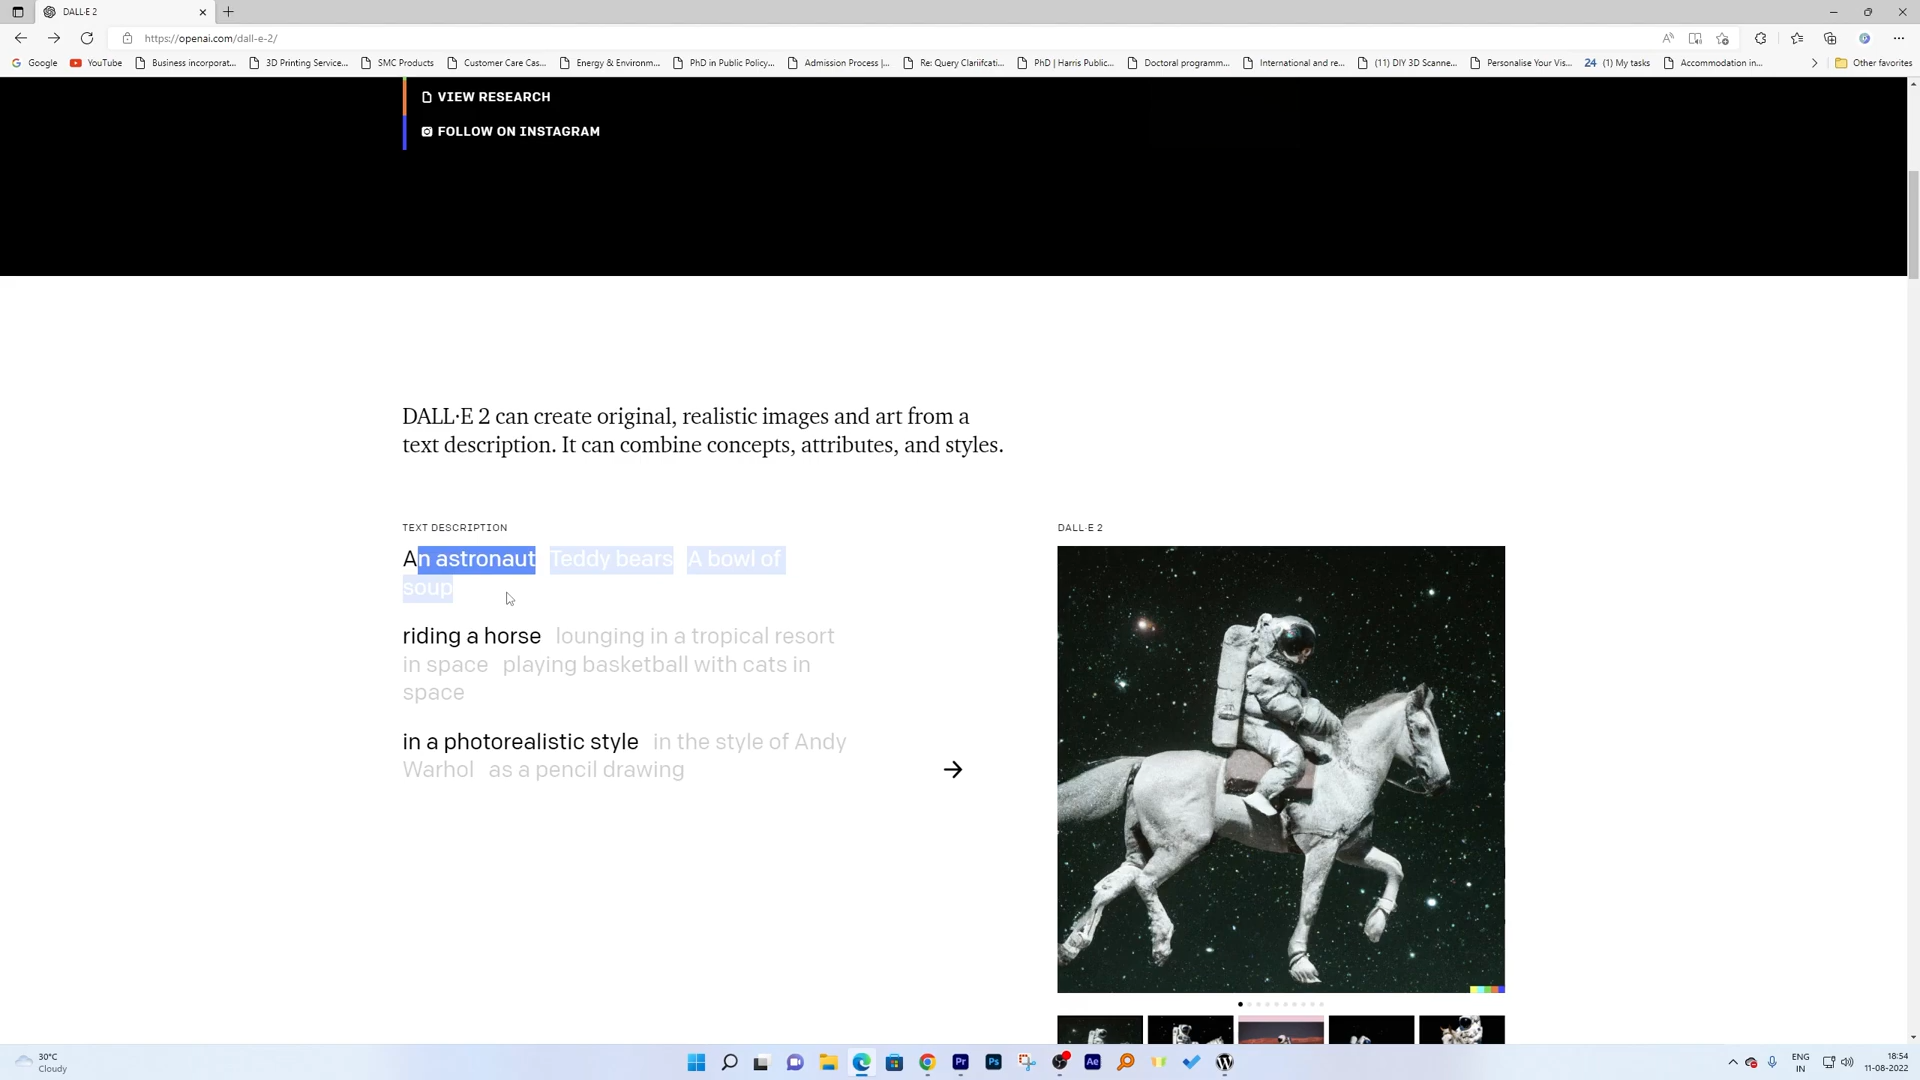 DALL·E 2
https://openai.com/dall-e-2/
Google
YouTube
Business incorporat...
3D Printing Service...
SMC Products
Customer Care Cas...
Energy & Environm...
PhD in Public Policy...
Admission Process |...
Re: Query Clariifcati...
PhD | Harris Public...
Doctoral programm...
International and re...
(11) DIY 3D Scanne...
Personalise Your Vis...
24 (1) My tasks
Accommodation in...
Other favorites
VIEW RESEARCH
FOLLOW ON INSTAGRAM
DALL·E 2 can create original, realistic images and art from a
text description. It can combine concepts, attributes, and styles.
TEXT DESCRIPTION
An astronaut Teddy bears A bowl of
soup
riding a horse lounging in a tropical resort
in space playing basketball with cats in
space
in a photorealistic style in the style of Andy
Warhol as a pencil drawing
DALL·E 2
30°C
Cloudy
Pr
Ps
Ae
ENG
IN
18:54
11-08-2022